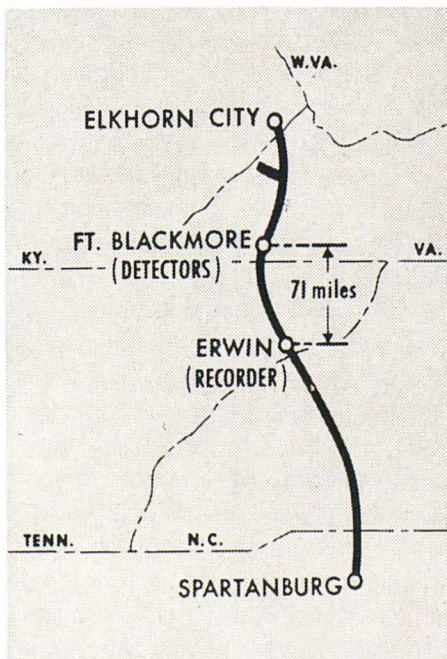 W.VA.
ELKHORN CITY
FT. BLACKMORE
KY.
VA.
(DETECTORS)
71 miles
ERWIN
(RECORDER)
TENN.
N.C.
SPARTANBURG